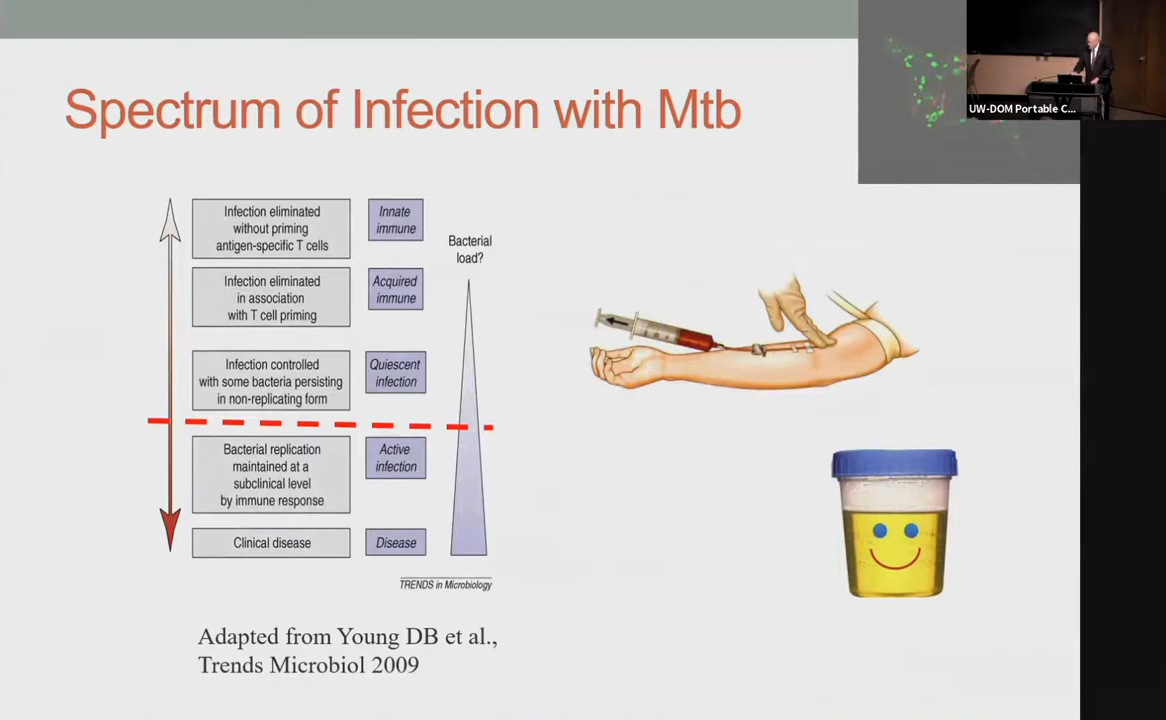 Spectrum of Infection with Mtb
UW-DOM Portable C...
Infection eliminated
without priming
antigen-specific T cells
Innate
immune
Bacterial
load?
Infection eliminated
in association
with T cell priming
Acquired
immune
Infection controlled
with some bacteria persisting
in non-replicating form
Quiescent
infection
Bacterial replication
maintained at a
subclinical level
by immune response
Active
infection
Clinical disease
Disease
TRENDS in Microbiology
Adapted from Young DB et al.,
Trends Microbiol 2009